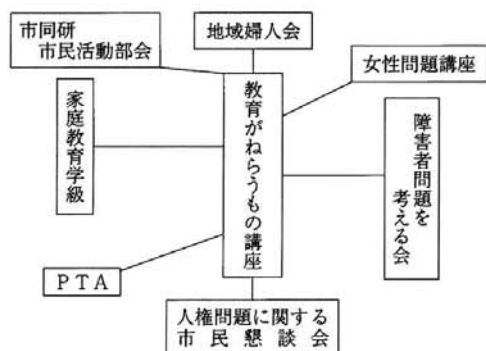 市同研
市民活動部会
地域婦人会
女性問題講座
家庭教育学級
教育がねらうもの講座
障害者問題を
考える会
PTA
人権問題に関する
市民懇談会